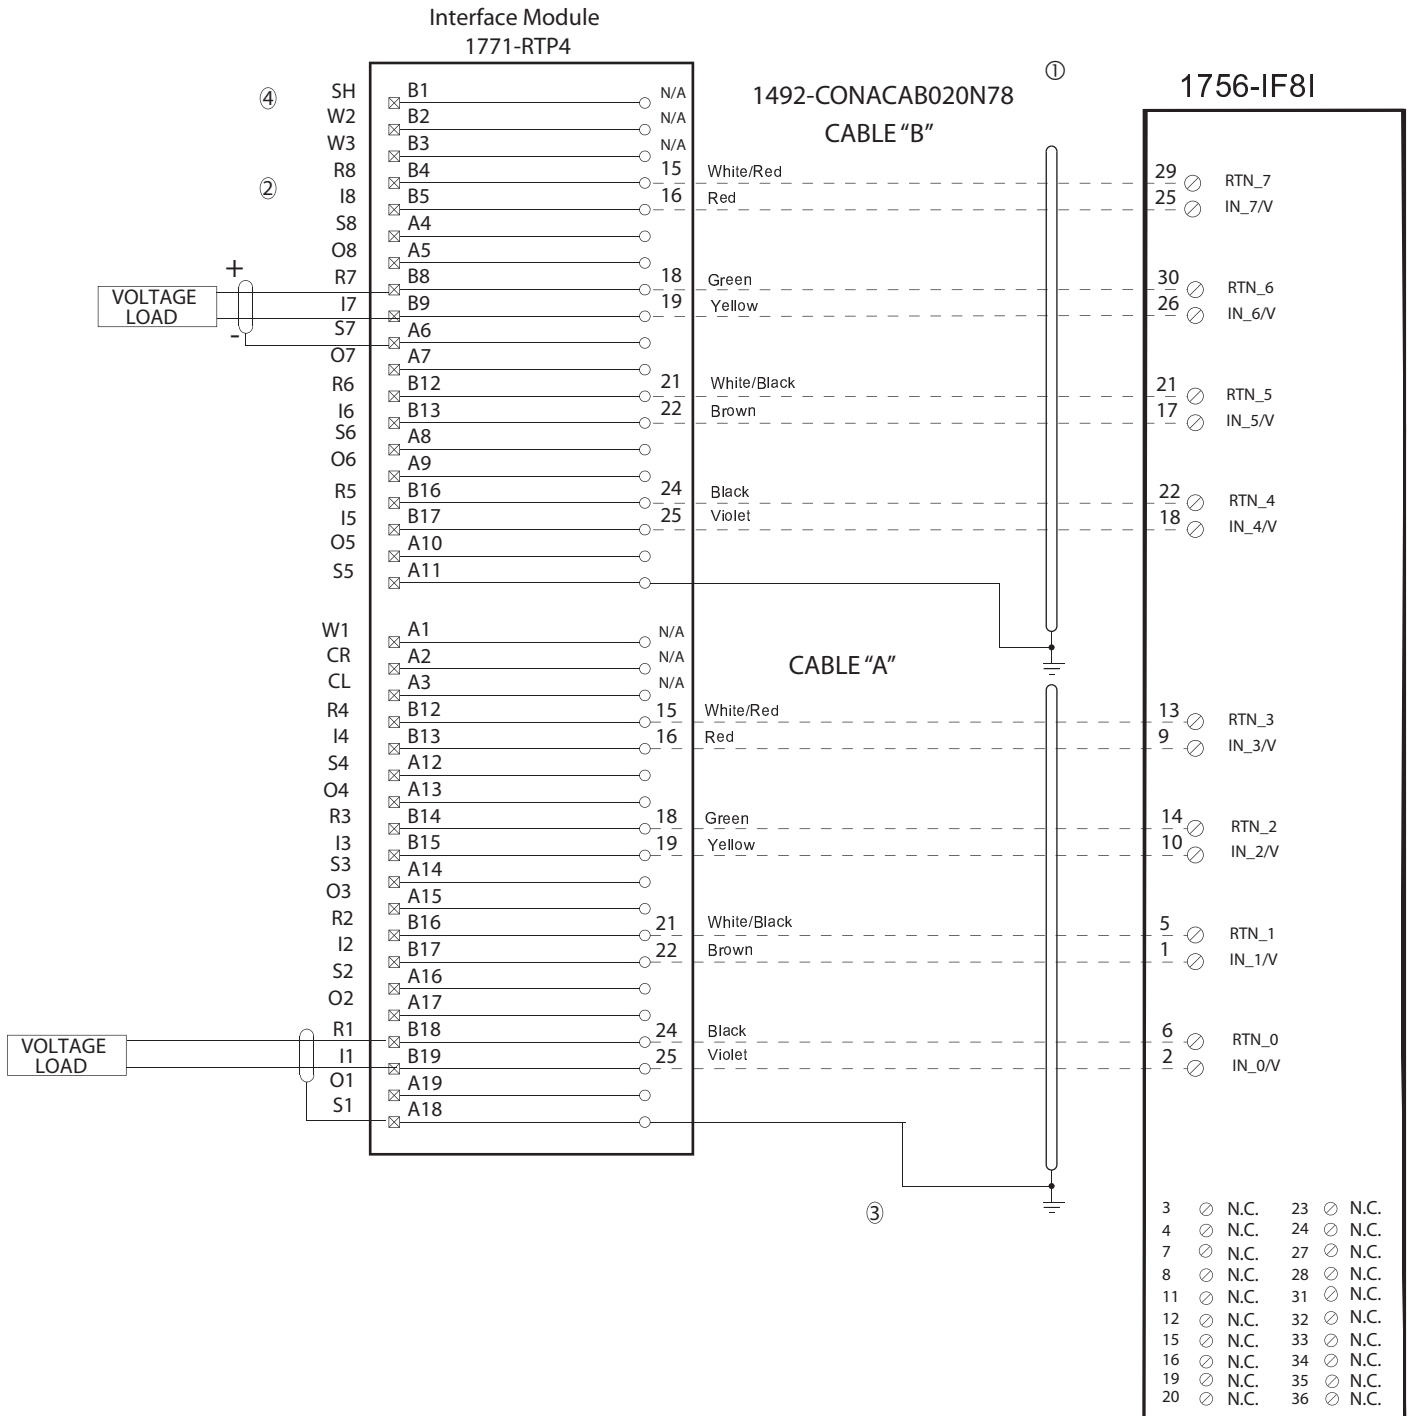 Interface Module
1771-RTP4
①
1492-CONACAB020N78
CABLE "B"
1756-IF8I
④
②
SH B1 N/A
W2 B2 N/A
W3 B3 N/A
R8 B4 15 White/Red 29 RTN_7
I8 B5 16 Red 25 IN_7/V
S8 A4
O8 A5
R7 B8 18 Green 30 RTN_6
I7 B9 19 Yellow 26 IN_6/V
+
VOLTAGE
LOAD
-
S7 A6
O7 A7
R6 B12 21 White/Black 21 RTN_5
I6 B13 22 Brown 17 IN_5/V
S6 A8
O6 A9
R5 B16 24 Black 22 RTN_4
I5 B17 25 Violet 18 IN_4/V
O5 A10
S5 A11
W1 A1 N/A
CR A2 N/A
CL A3 N/A
CABLE "A"
R4 B12 15 White/Red 13 RTN_3
I4 B13 16 Red 9 IN_3/V
S4 A12
O4 A13
R3 B14 18 Green 14 RTN_2
I3 B15 19 Yellow 10 IN_2/V
S3 A14
O3 A15
R2 B16 21 White/Black 5 RTN_1
I2 B17 22 Brown 1 IN_1/V
S2 A16
O2 A17
R1 B18 24 Black 6 RTN_0
I1 B19 25 Violet 2 IN_0/V
VOLTAGE
LOAD
O1 A19
S1 A18
③
3 N.C. 23 N.C.
4 N.C. 24 N.C.
7 N.C. 27 N.C.
8 N.C. 28 N.C.
11 N.C. 31 N.C.
12 N.C. 32 N.C.
15 N.C. 33 N.C.
16 N.C. 34 N.C.
19 N.C. 35 N.C.
20 N.C. 36 N.C.